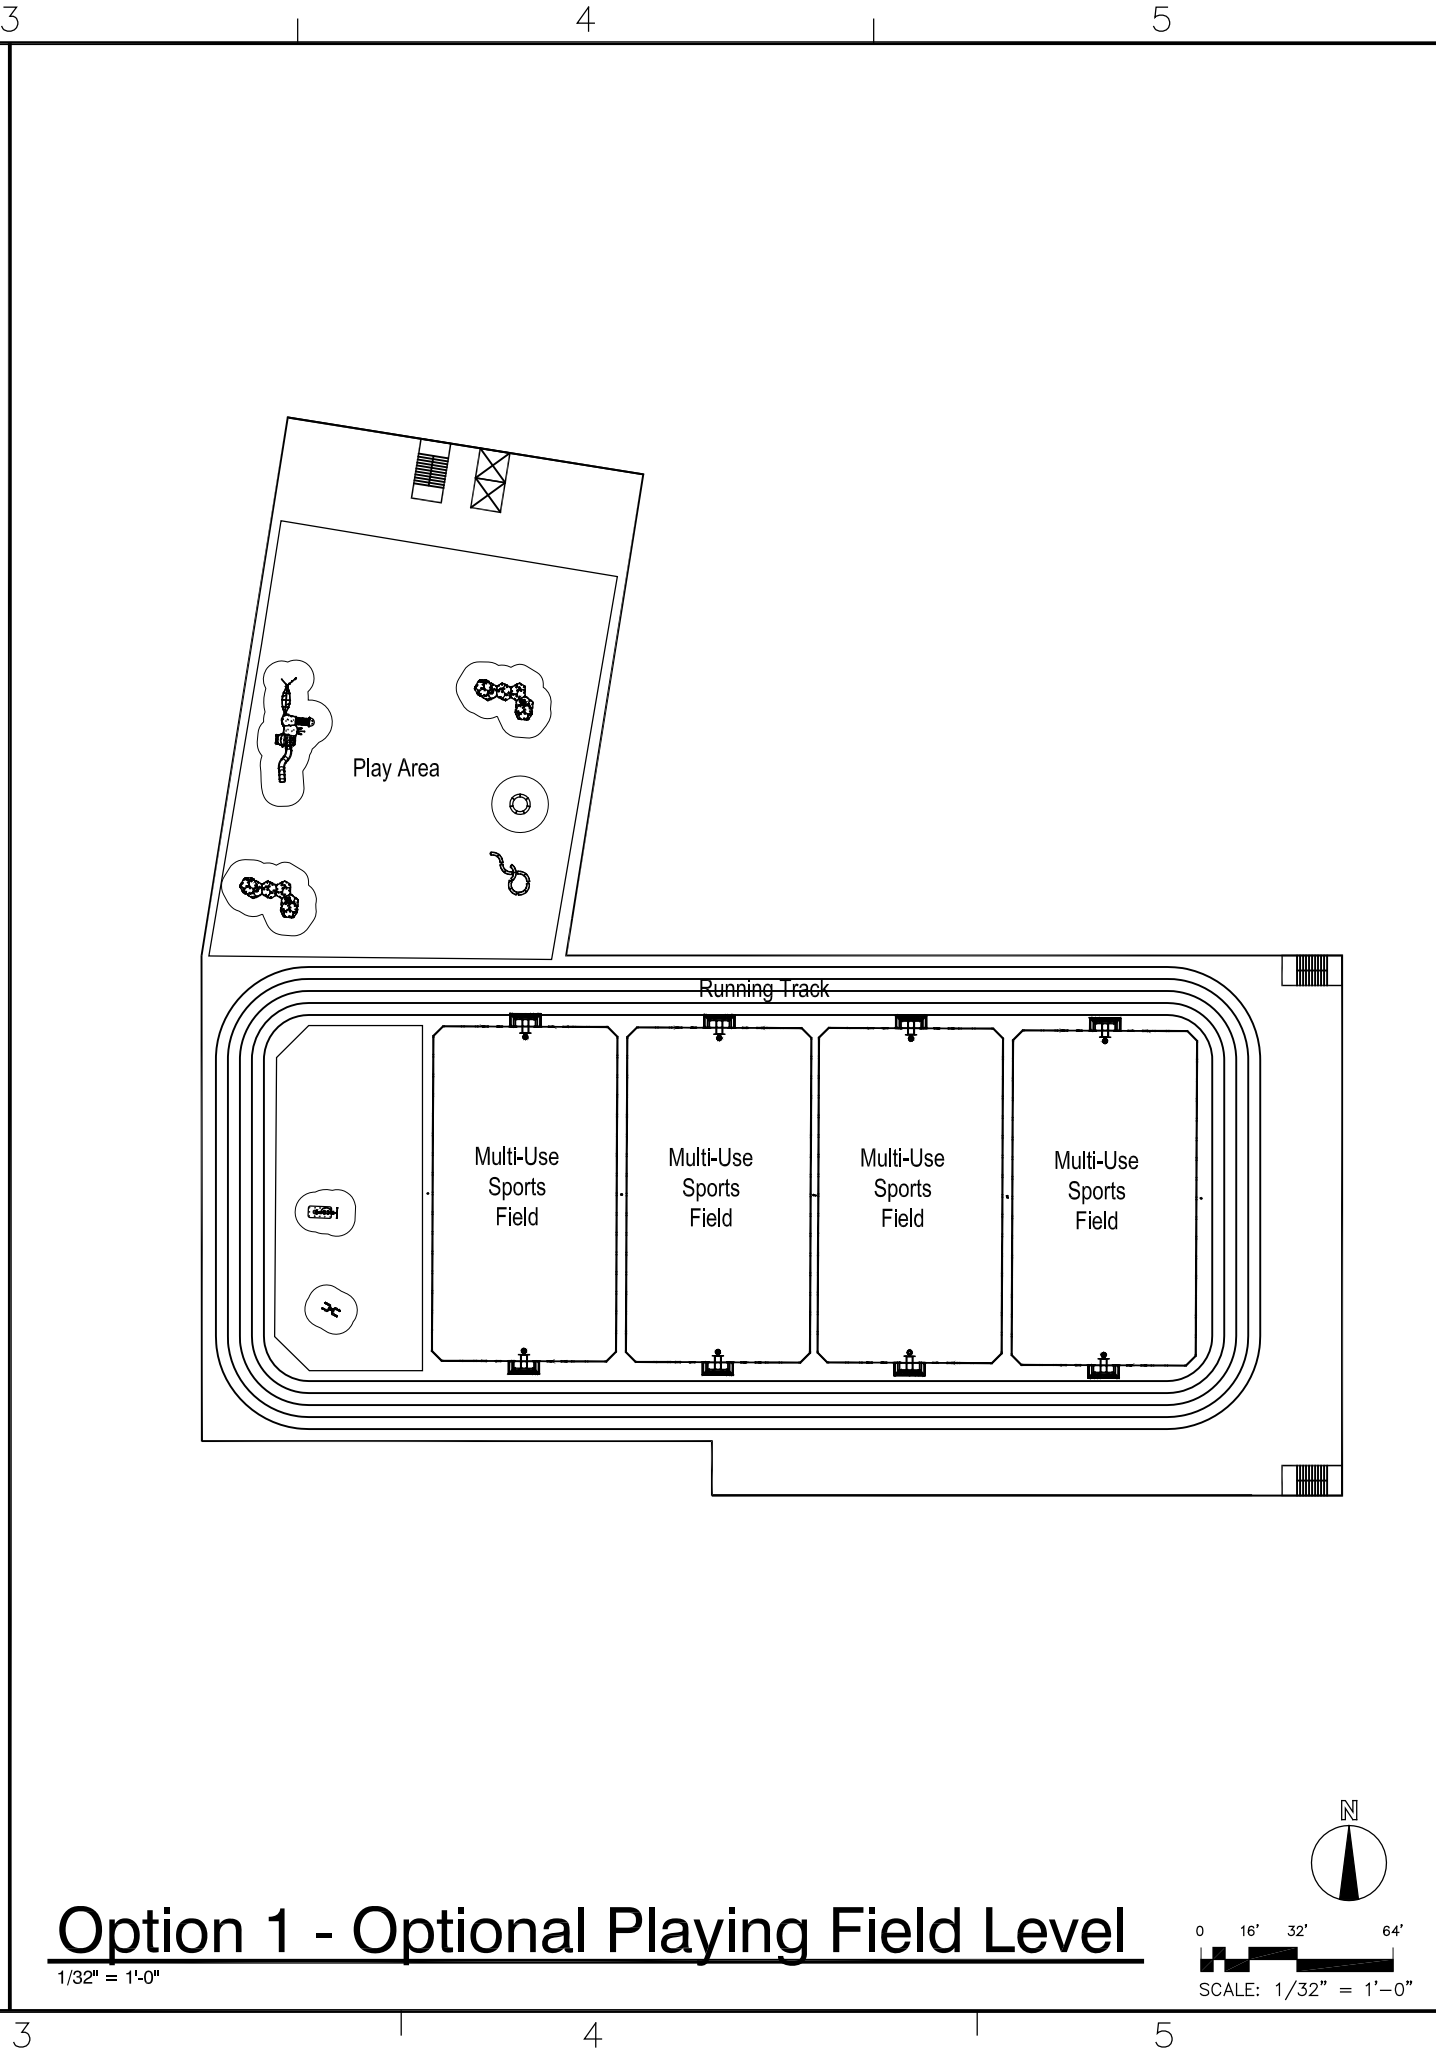 3 4 5
Play Area
Running Track
Multi-Use
Sports
Field
Multi-Use
Sports
Field
Multi-Use
Sports
Field
Multi-Use
Sports
Field
N
Option 1 - Optional Playing Field Level
1/32" = 1'-0"
0 16' 32' 64'
SCALE: 1/32" = 1'-0"
3 4 5